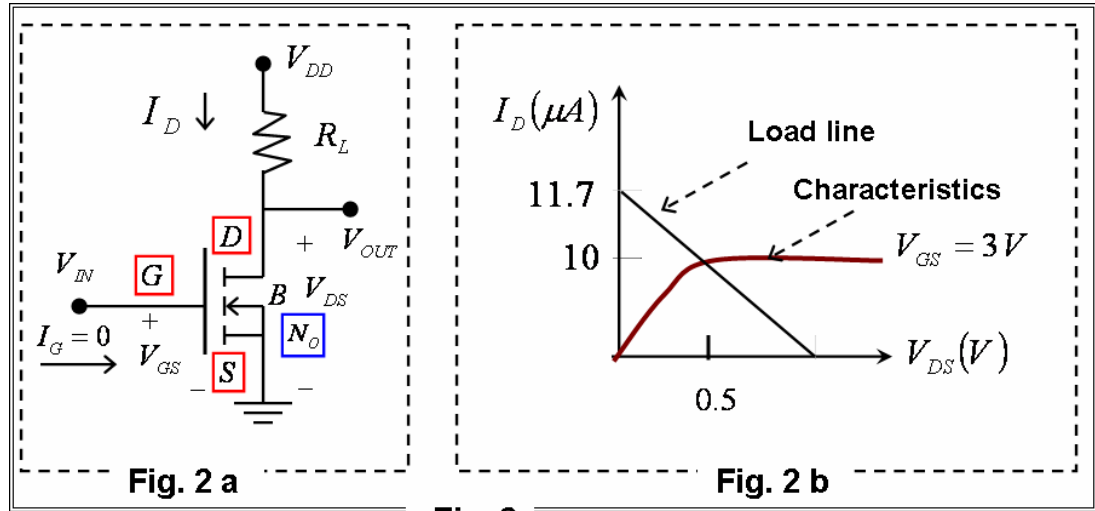 V_DD
I_D
R_L
D
+
V_OUT
V_IN
G
B
V_DS
I_G = 0
+
V_GS
N_O
S
-
-
Fig. 2 a
I_D(μA)
Load line
11.7
Characteristics
10
V_GS = 3V
V_DS(V)
0.5
Fig. 2 b